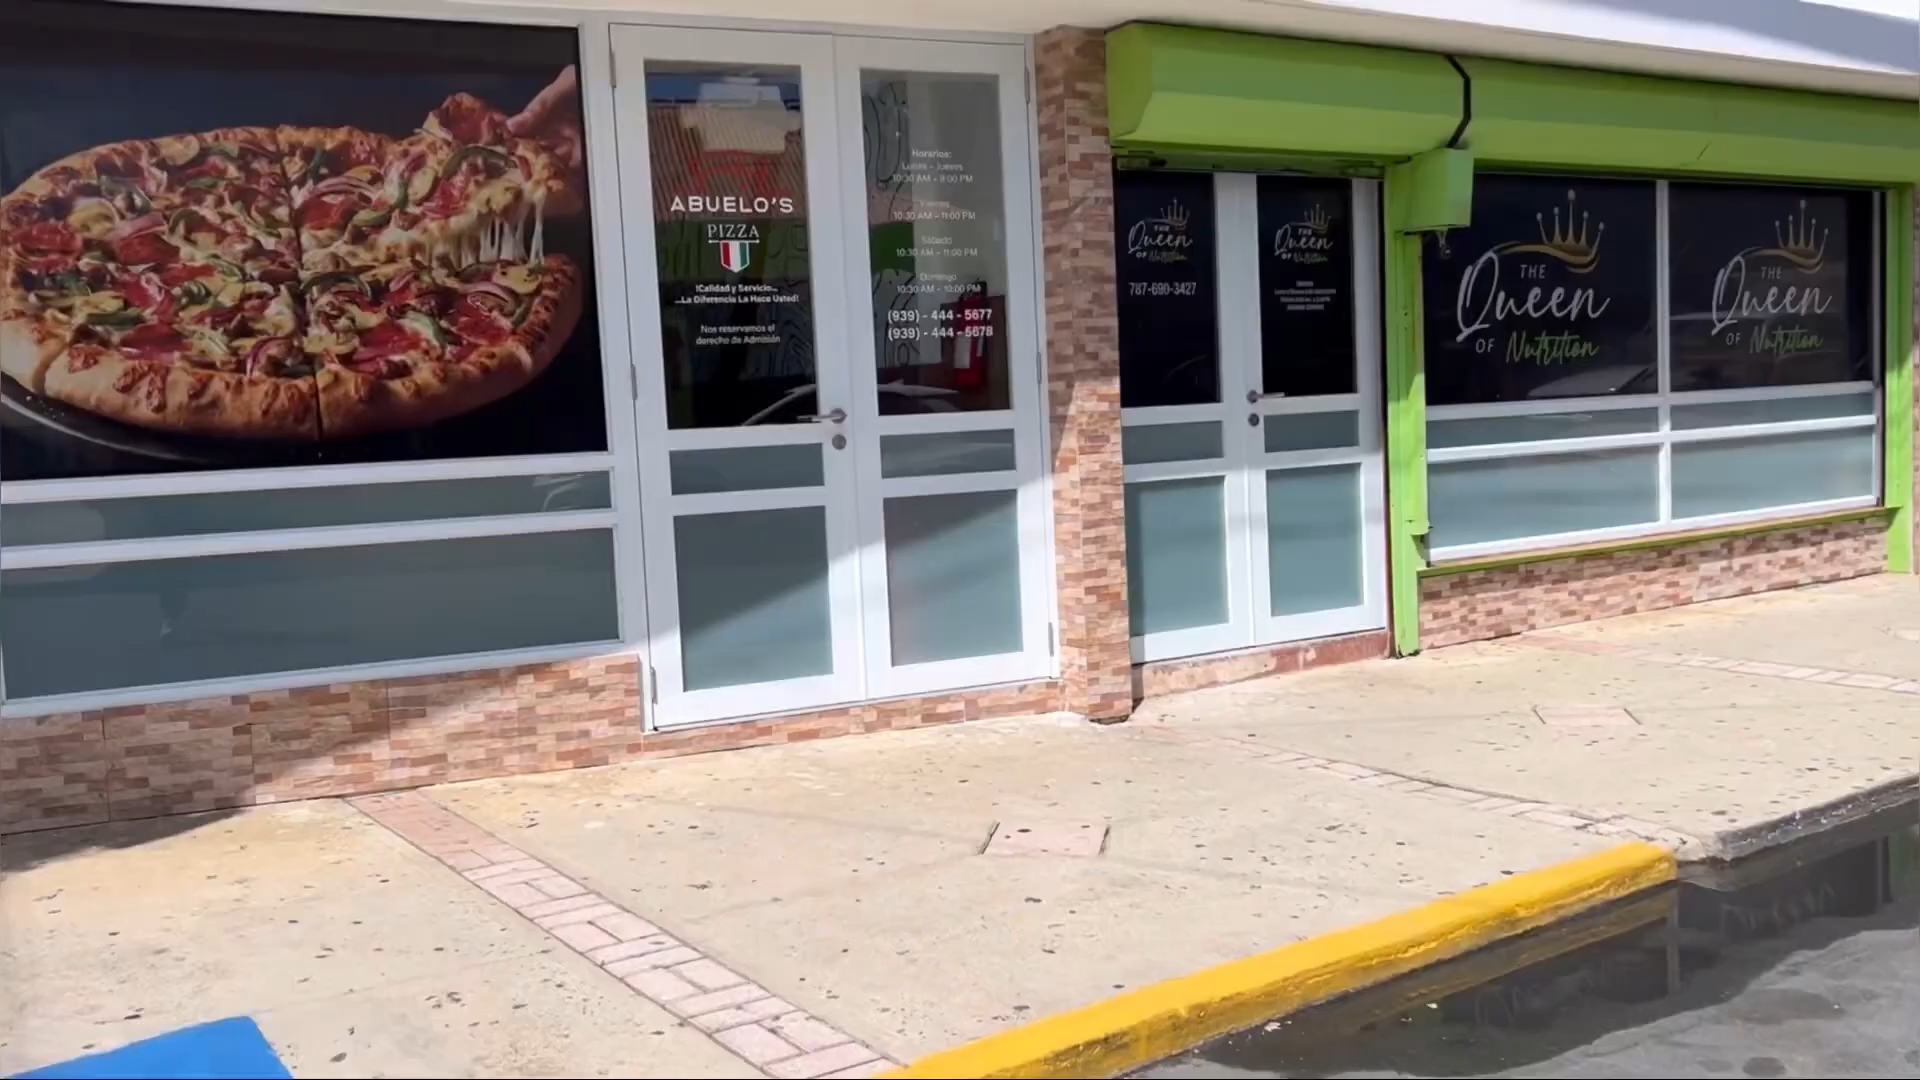 ABUELO'S
PIZZA
!Calidad y Servicio...
...La Diferencia La Hace Usted!
Nos reservamos el
derecho de Admisión
Horarios:
Lunes - Jueves
10:30 AM - 9:00 PM
Viernes
10:30 AM - 11:00 PM
Sábado
10:30 AM - 11:00 PM
Domingo
10:30 AM - 10:00 PM
(939) - 444 - 5677
(939) - 444 - 5678
THE
Queen
OF Nutrition
787-690-3427
THE
Queen
OF Nutrition
THE
Queen
OF Nutrition
THE
Queen
OF Nutrition